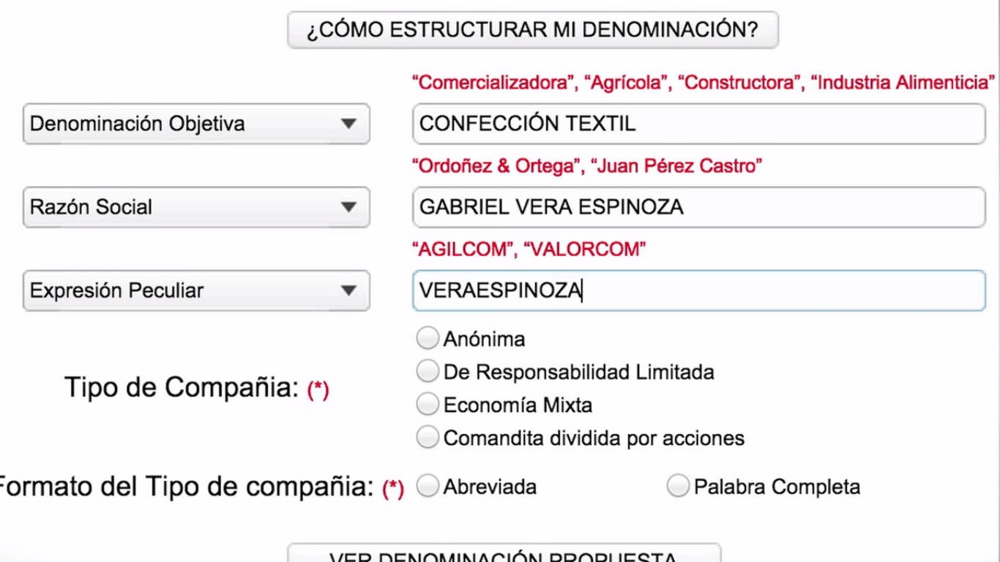 ¿CÓMO ESTRUCTURAR MI DENOMINACIÓN?
“Comercializadora”, “Agrícola”, “Constructora”, “Industria Alimenticia”
Denominación Objetiva CONFECCIÓN TEXTIL
“Ordoñez & Ortega”, “Juan Pérez Castro”
Razón Social GABRIEL VERA ESPINOZA
“AGILCOM”, “VALORCOM”
Expresión Peculiar VERAESPINOZA
Anónima
De Responsabilidad Limitada
Tipo de Compañia: (*)
Economía Mixta
Comandita dividida por acciones
Formato del Tipo de compañia: (*) Abreviada Palabra Completa
VER DENOMINACIÓN PROPUESTA